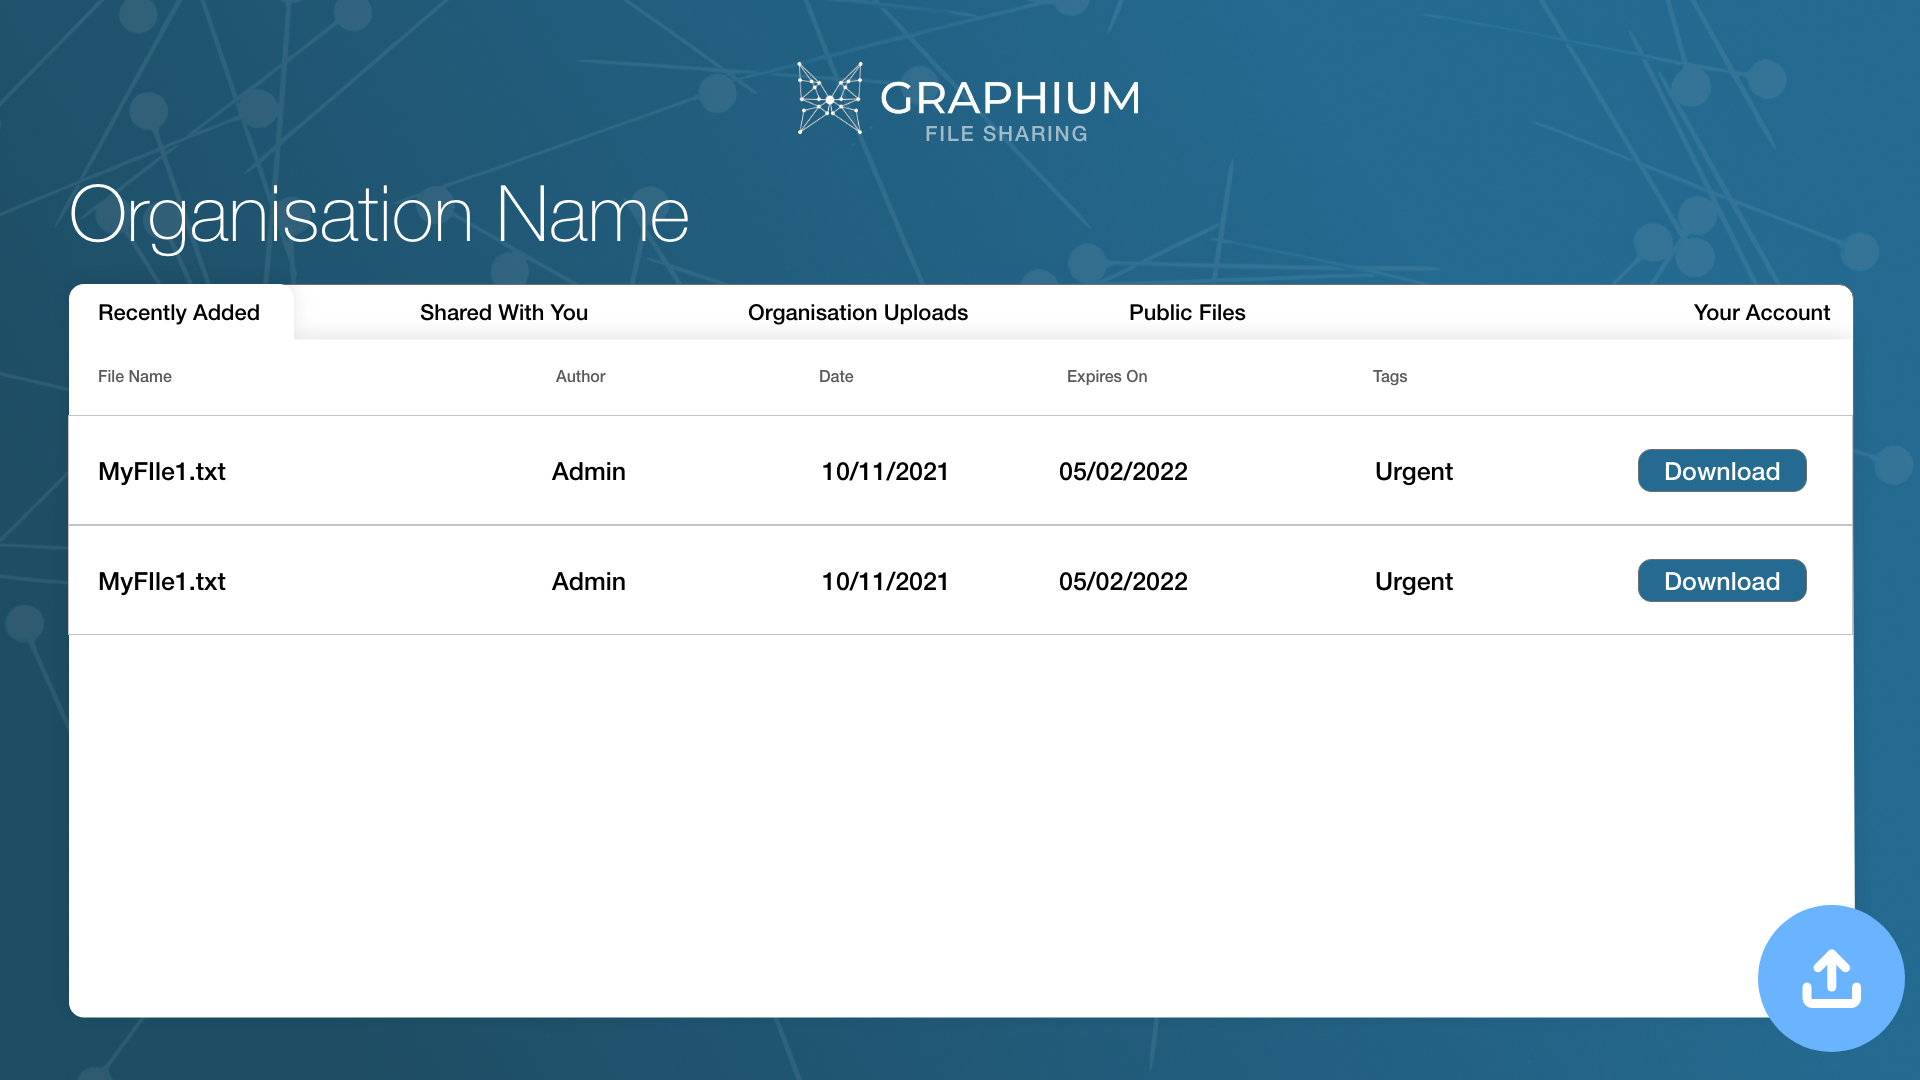 GRAPHIUM
FILE SHARING
Organisation Name
Recently Added Shared With You Organisation Uploads Public Files Your Account
File Name Author Date Expires On Tags
MyFIle1.txt Admin 10/11/2021 05/02/2022 Urgent Download
MyFIle1.txt Admin 10/11/2021 05/02/2022 Urgent Download